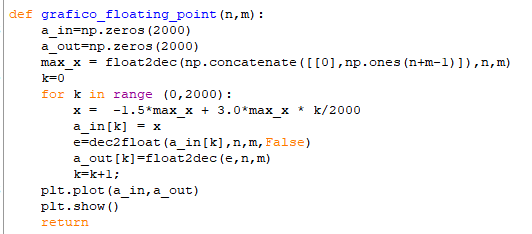 def grafico_floating_point(n,m):
    a_in=np.zeros(2000)
    a_out=np.zeros(2000)
    max_x = float2dec(np.concatenate([[0],np.ones(n+m-1)]),n,m)
    k=0
    for k in range (0,2000):
        x =  -1.5*max_x + 3.0*max_x * k/2000
        a_in[k] = x
        e=dec2float(a_in[k],n,m,False)
        a_out[k]=float2dec(e,n,m)
        k=k+1;
    plt.plot(a_in,a_out)
    plt.show()
    return